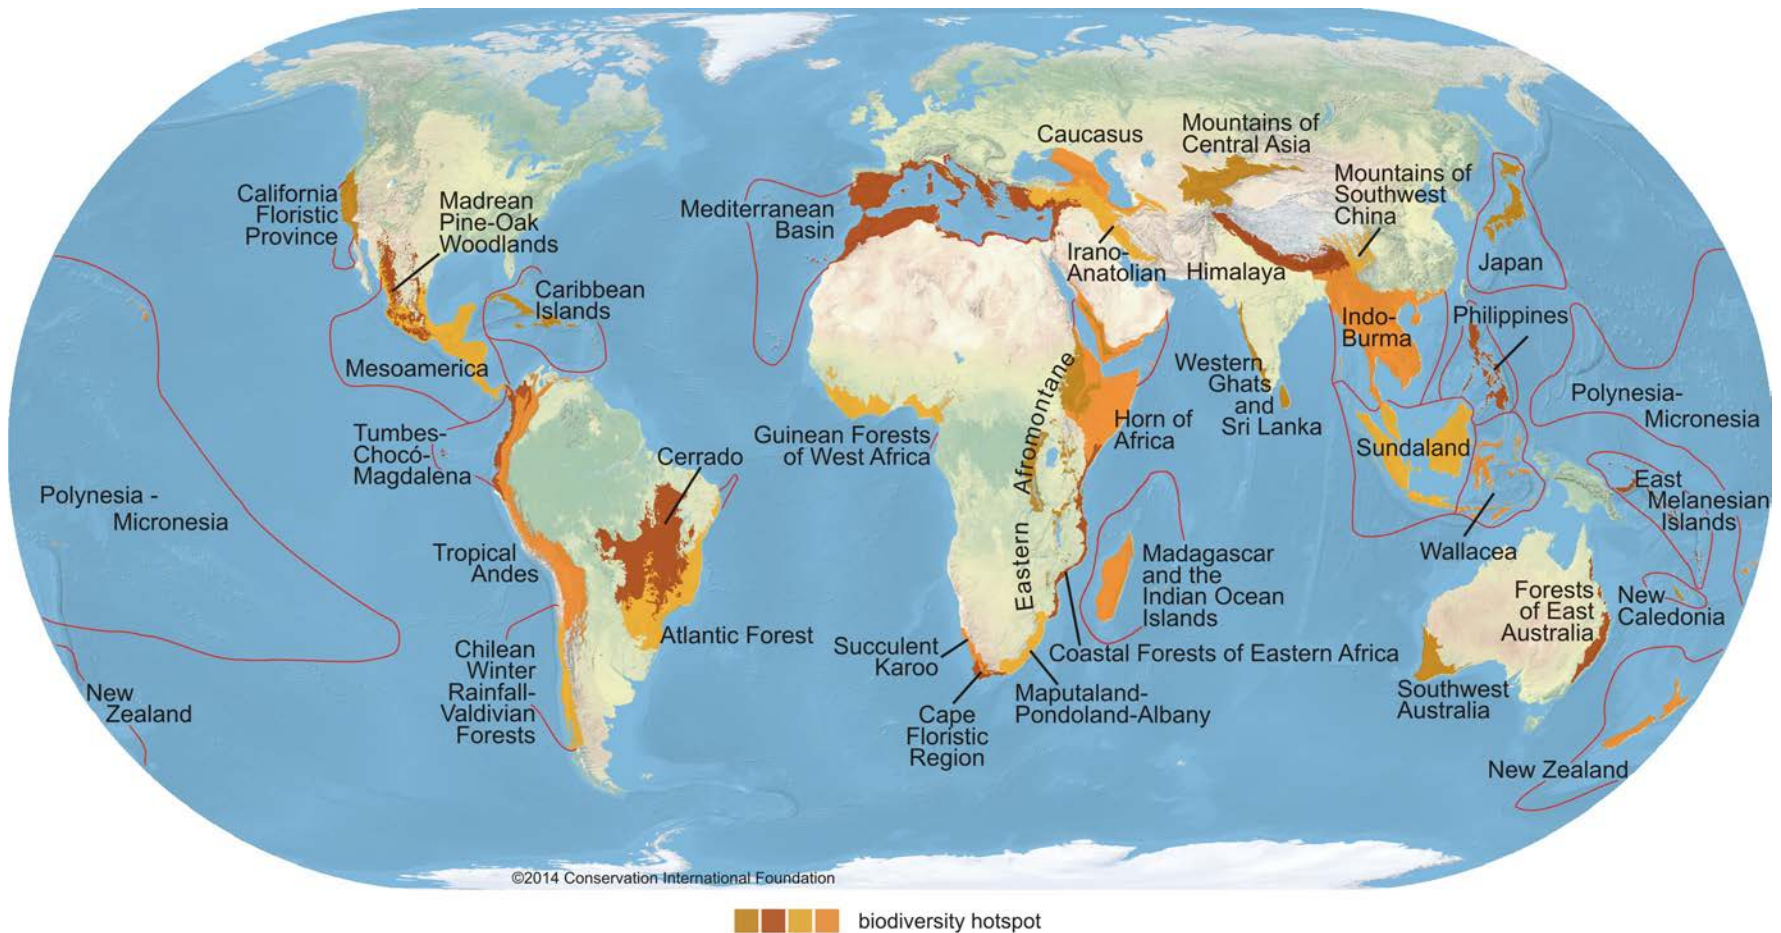 Caucasus
Mountains of
Central Asia
Mountains of
Southwest
China
California
Floristic
Province
Madrean
Pine-Oak
Woodlands
Mediterranean
Basin
Irano-
Anatolian
Himalaya
Japan
Caribbean
Islands
Indo-
Burma
Philippines
Mesoamerica
Western
Ghats
and
Sri Lanka
Polynesia-
Micronesia
Tumbes-
Chocó-
Magdalena
Cerrado
Guinean Forests
of West Africa
Eastern Afromontane
Horn of
Africa
Sundaland
East
Melanesian
Islands
Polynesia -
Micronesia
Tropical
Andes
Madagascar
and the
Indian Ocean
Islands
Wallacea
Forests
of East
Australia
New
Caledonia
Atlantic Forest
Chilean
Winter
Rainfall-
Valdivian
Forests
Succulent
Karoo
Coastal Forests of Eastern Africa
Maputaland-
Pondoland-Albany
Cape
Floristic
Region
Southwest
Australia
New
Zealand
New Zealand
©2014 Conservation International Foundation
biodiversity hotspot